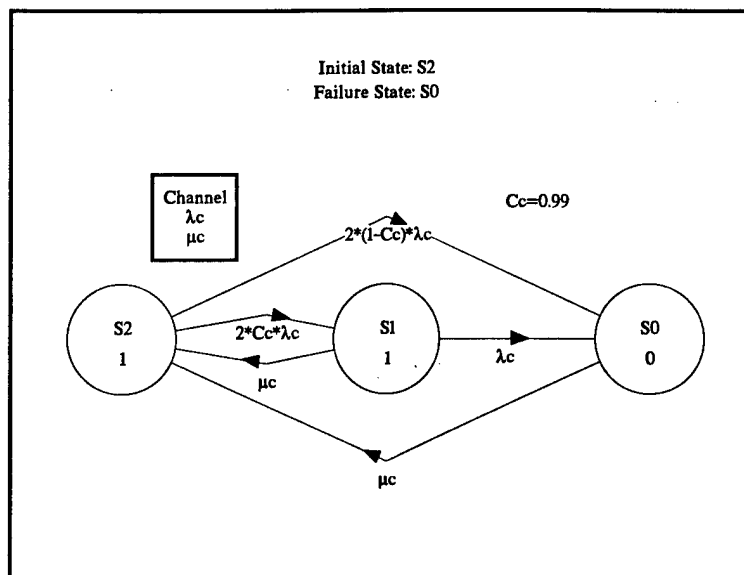 Initial State: S2
Failure State: S0
Channel
λc
μc
Cc=0.99
2*(1-Cc)*λc
S2
1
2*Cc*λc
μc
S1
1
λc
S0
0
μc